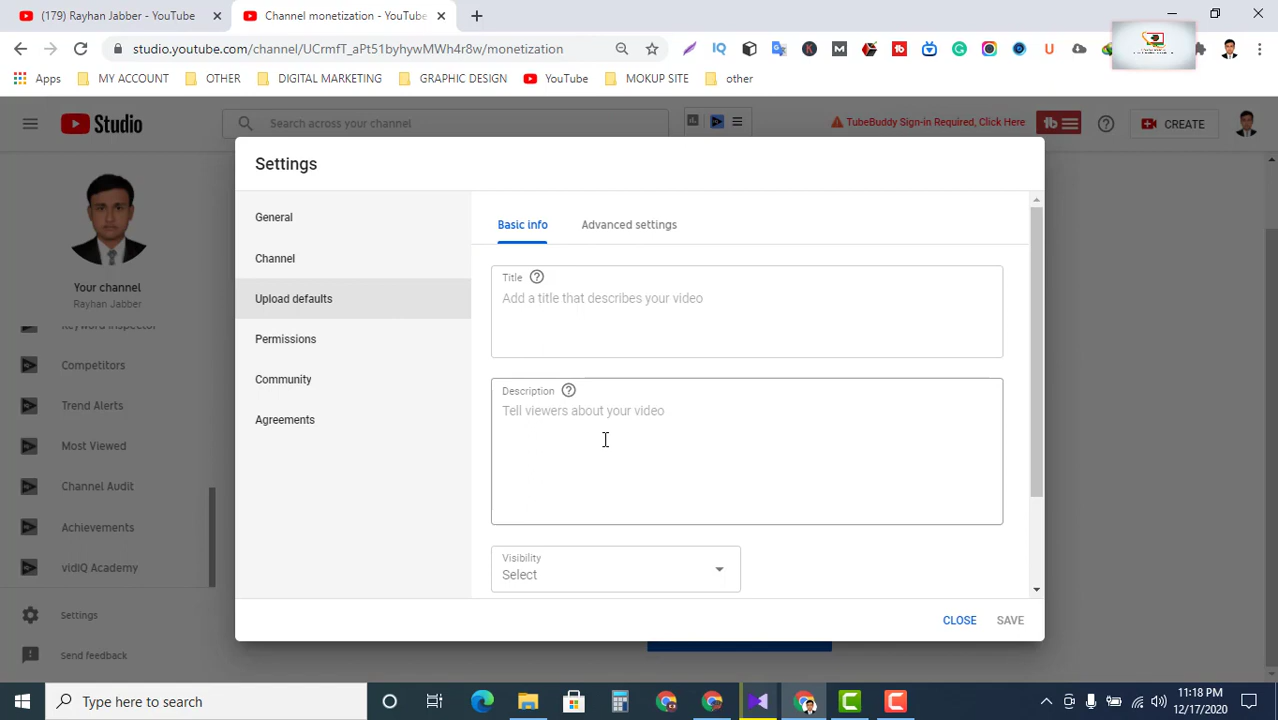 (179) Rayhan Jabber - YouTube
Channel monetization - YouTube
studio.youtube.com/channel/UCrmfT_aPt51byhywMWh4r8w/monetization
Apps
MY ACCOUNT
OTHER
DIGITAL MARKETING
GRAPHIC DESIGN
YouTube
MOKUP SITE
other
Studio
Search across your channel
TubeBuddy Sign-in Required, Click Here
CREATE
Settings
General
Channel
Upload defaults
Permissions
Community
Agreements
Basic info
Advanced settings
Title
Add a title that describes your video
Description
Tell viewers about your video
Visibility
Select
CLOSE
SAVE
Your channel
Rayhan Jabber
Keyword Inspector
Competitors
Trend Alerts
Most Viewed
Channel Audit
Achievements
vidIQ Academy
Settings
Send feedback
Type here to search
11:18 PM
12/17/2020